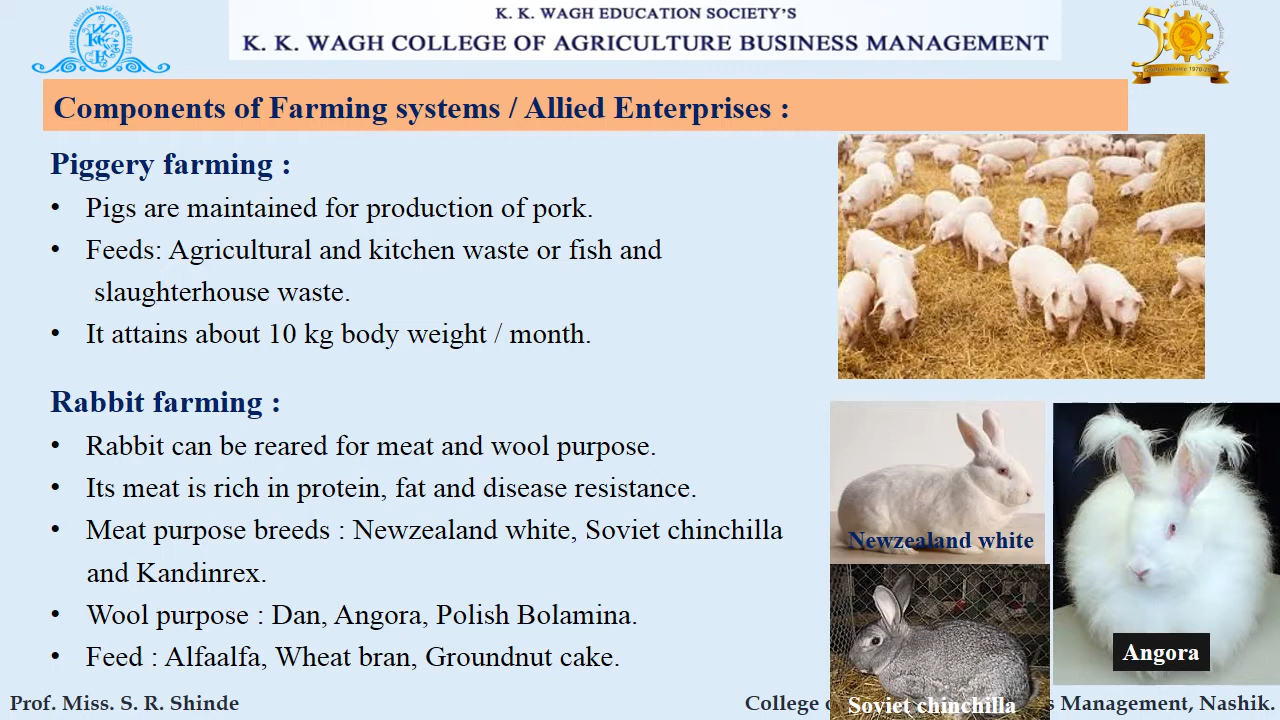 K. K. WAGH EDUCATION SOCIETY'S
K. K. WAGH COLLEGE OF AGRICULTURE BUSINESS MANAGEMENT
Components of Farming systems / Allied Enterprises :
Piggery farming :
• Pigs are maintained for production of pork.
• Feeds: Agricultural and kitchen waste or fish and
slaughterhouse waste.
• It attains about 10 kg body weight / month.
Rabbit farming :
• Rabbit can be reared for meat and wool purpose.
• Its meat is rich in protein, fat and disease resistance.
• Meat purpose breeds : Newzealand white, Soviet chinchilla
and Kandinrex.
• Wool purpose : Dan, Angora, Polish Bolamina.
• Feed : Alfaalfa, Wheat bran, Groundnut cake.
Newzealand white
Angora
Soviet chinchilla
Prof. Miss. S. R. Shinde
College Management, Nashik.